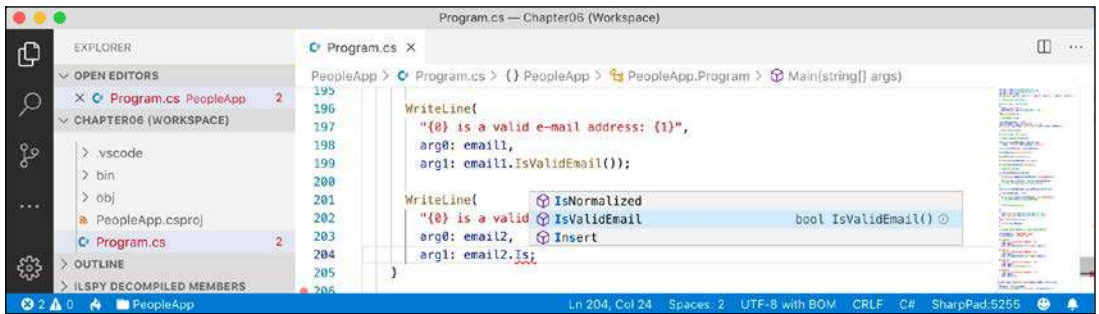 Program.cs — Chapter06 (Workspace)
EXPLORER
OPEN EDITORS
Program.cs PeopleApp 2
CHAPTER06 (WORKSPACE)
.vscode
bin
obj
PeopleApp.csproj
Program.cs 2
OUTLINE
ILSPY DECOMPILED MEMBERS
Program.cs
PeopleApp > Program.cs > {} PeopleApp > PeopleApp.Program > Main(string[] args)
195
196 WriteLine(
197 "{0} is a valid e-mail address: {1}",
198 arg0: email1,
199 arg1: email1.IsValidEmail());
200
201 WriteLine(
202 "{0} is a valid
203 arg0: email2,
204 arg1: email2.Is;
205 }
206
IsNormalized
IsValidEmail bool IsValidEmail()
Insert
2 0 PeopleApp Ln 204, Col 24 Spaces: 2 UTF-8 with BOM CRLF C# SharpPad:5255